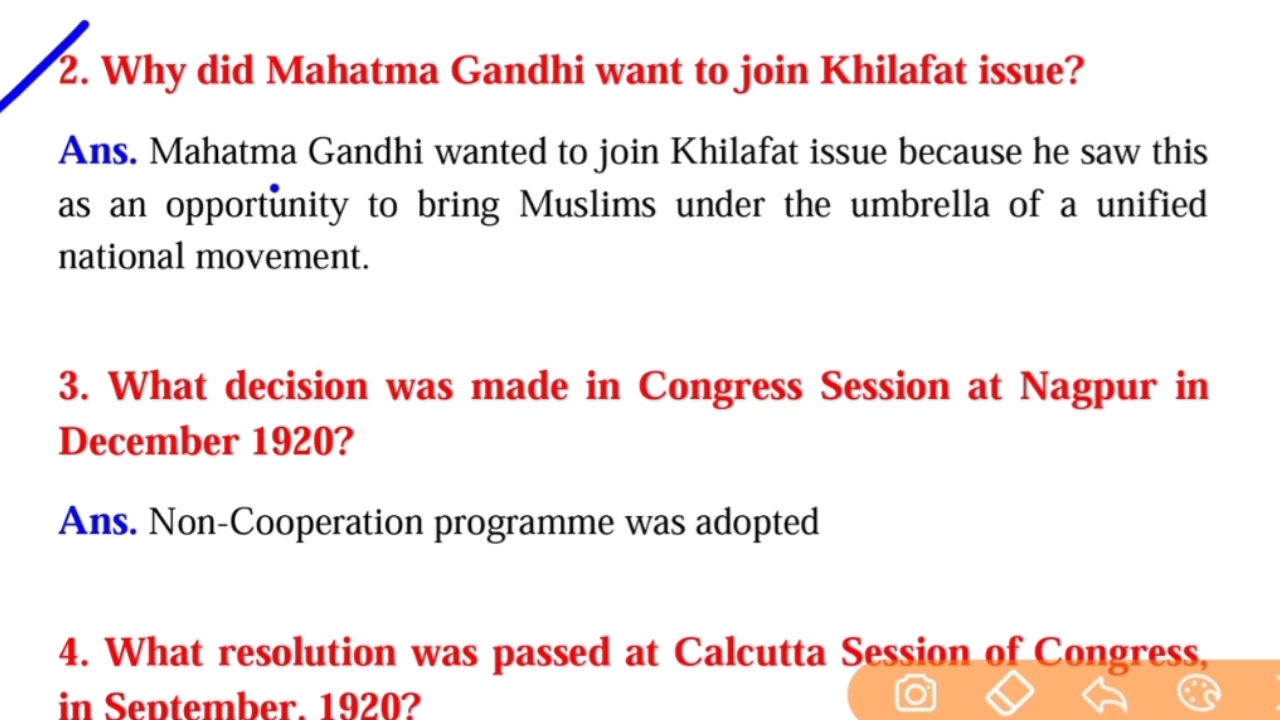 2. Why did Mahatma Gandhi want to join Khilafat issue?
Ans. Mahatma Gandhi wanted to join Khilafat issue because he saw this
as an opportunity to bring Muslims under the umbrella of a unified
national movement.
3. What decision was made in Congress Session at Nagpur in
December 1920?
Ans. Non-Cooperation programme was adopted
4. What resolution was passed at Calcutta Session of Congress,
in September, 1920?